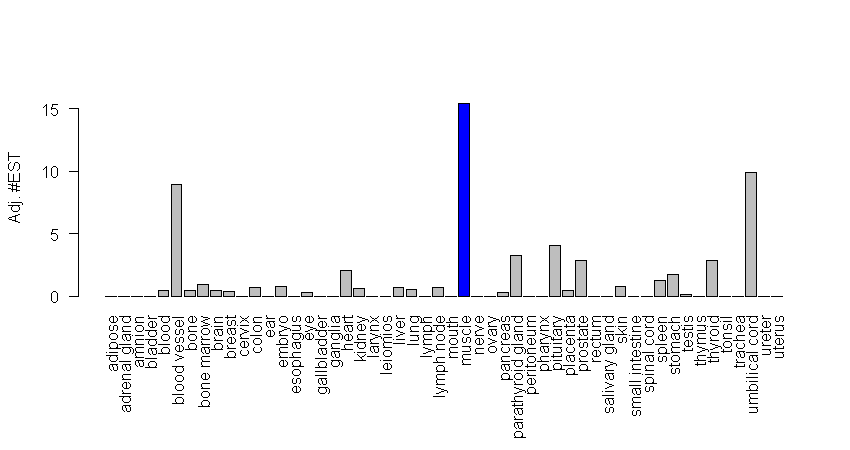 Adj. #EST
15
10
5
0
adipose
adrenal gland
amnion
bladder
blood
blood vessel
bone
bone marrow
brain
breast
cervix
colon
ear
embryo
esophagus
eye
gallbladder
ganglia
heart
kidney
larynx
leiomios
liver
lung
lymph
lymph node
mouth
muscle
nerve
ovary
pancreas
parathyroid gland
peritoneum
pharynx
pituitary
placenta
prostate
rectum
salivary gland
skin
small intestine
spinal cord
spleen
stomach
testis
thymus
thyroid
tonsil
trachea
umbilical cord
ureter
uterus